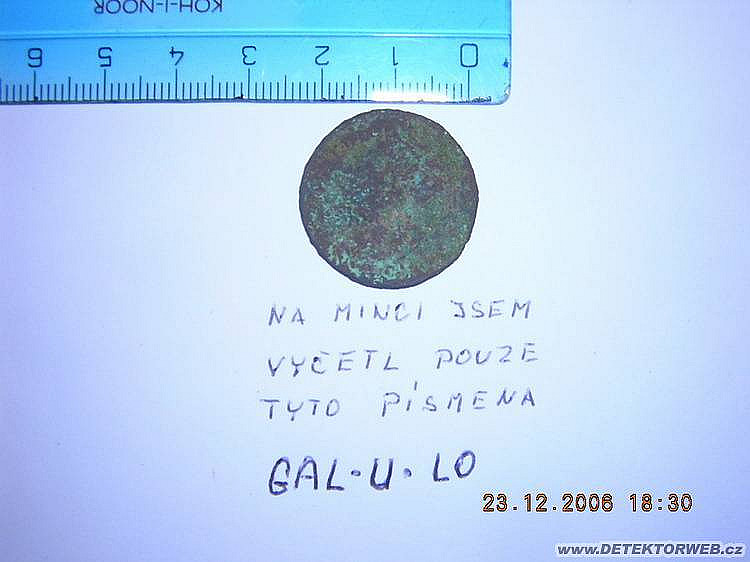 KOH-I-NOOR
6 5 4 3 2 1 0
NA MINCI JSEM
VYČETL POUZE
TYTO PÍSMENA
GAL·U·LO
23.12.2006 18:30
www.DETEKTORWEB.cz